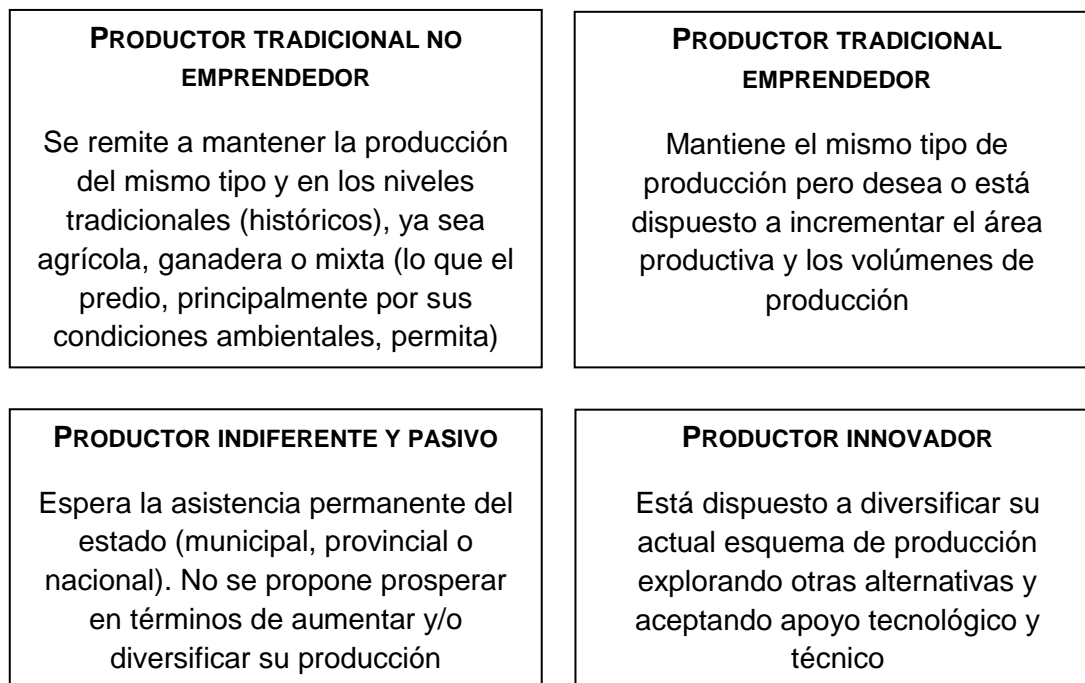 PRODUCTOR TRADICIONAL NO
EMPRENDEDOR
Se remite a mantener la producción
del mismo tipo y en los niveles
tradicionales (históricos), ya sea
agrícola, ganadera o mixta (lo que el
predio, principalmente por sus
condiciones ambientales, permita)
PRODUCTOR TRADICIONAL
EMPRENDEDOR
Mantiene el mismo tipo de
producción pero desea o está
dispuesto a incrementar el área
productiva y los volúmenes de
producción
PRODUCTOR INDIFERENTE Y PASIVO
Espera la asistencia permanente del
estado (municipal, provincial o
nacional). No se propone prosperar
en términos de aumentar y/o
diversificar su producción
PRODUCTOR INNOVADOR
Está dispuesto a diversificar su
actual esquema de producción
explorando otras alternativas y
aceptando apoyo tecnológico y
técnico